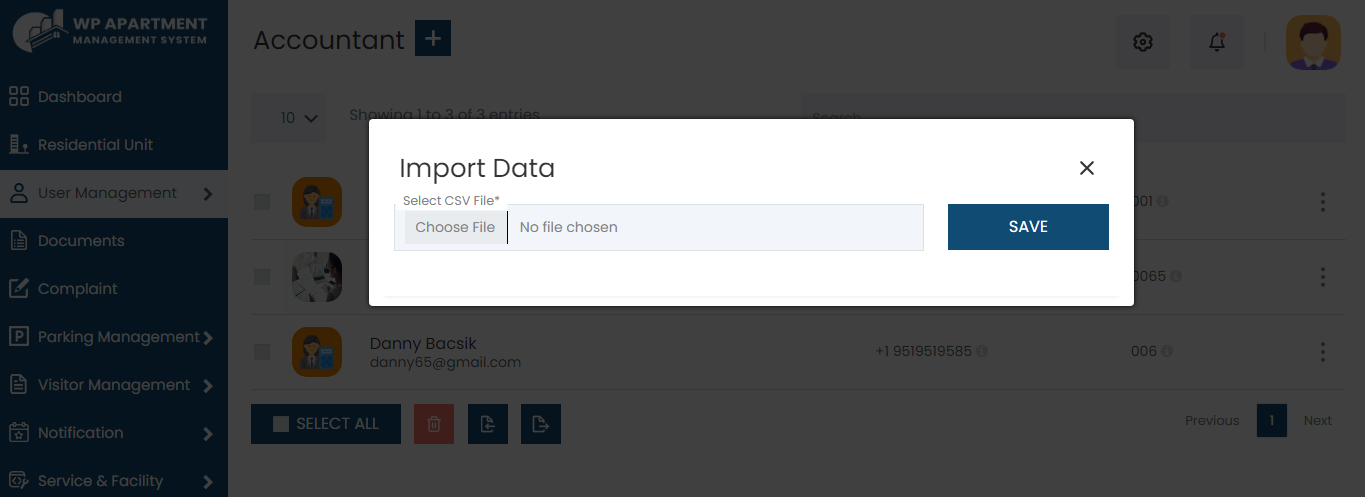 WP APARTMENT
MANAGEMENT SYSTEM
Accountant
Dashboard
Residential Unit
User Management
Documents
Complaint
Parking Management
Visitor Management
Notification
Service & Facility
10
Showing 1 to 3 of 3 entries
Search
Import Data
Select CSV File*
Choose File
No file chosen
SAVE
001
0065
Danny Bacsik
danny65@gmail.com
+1 9519519585
006
SELECT ALL
Previous
1
Next